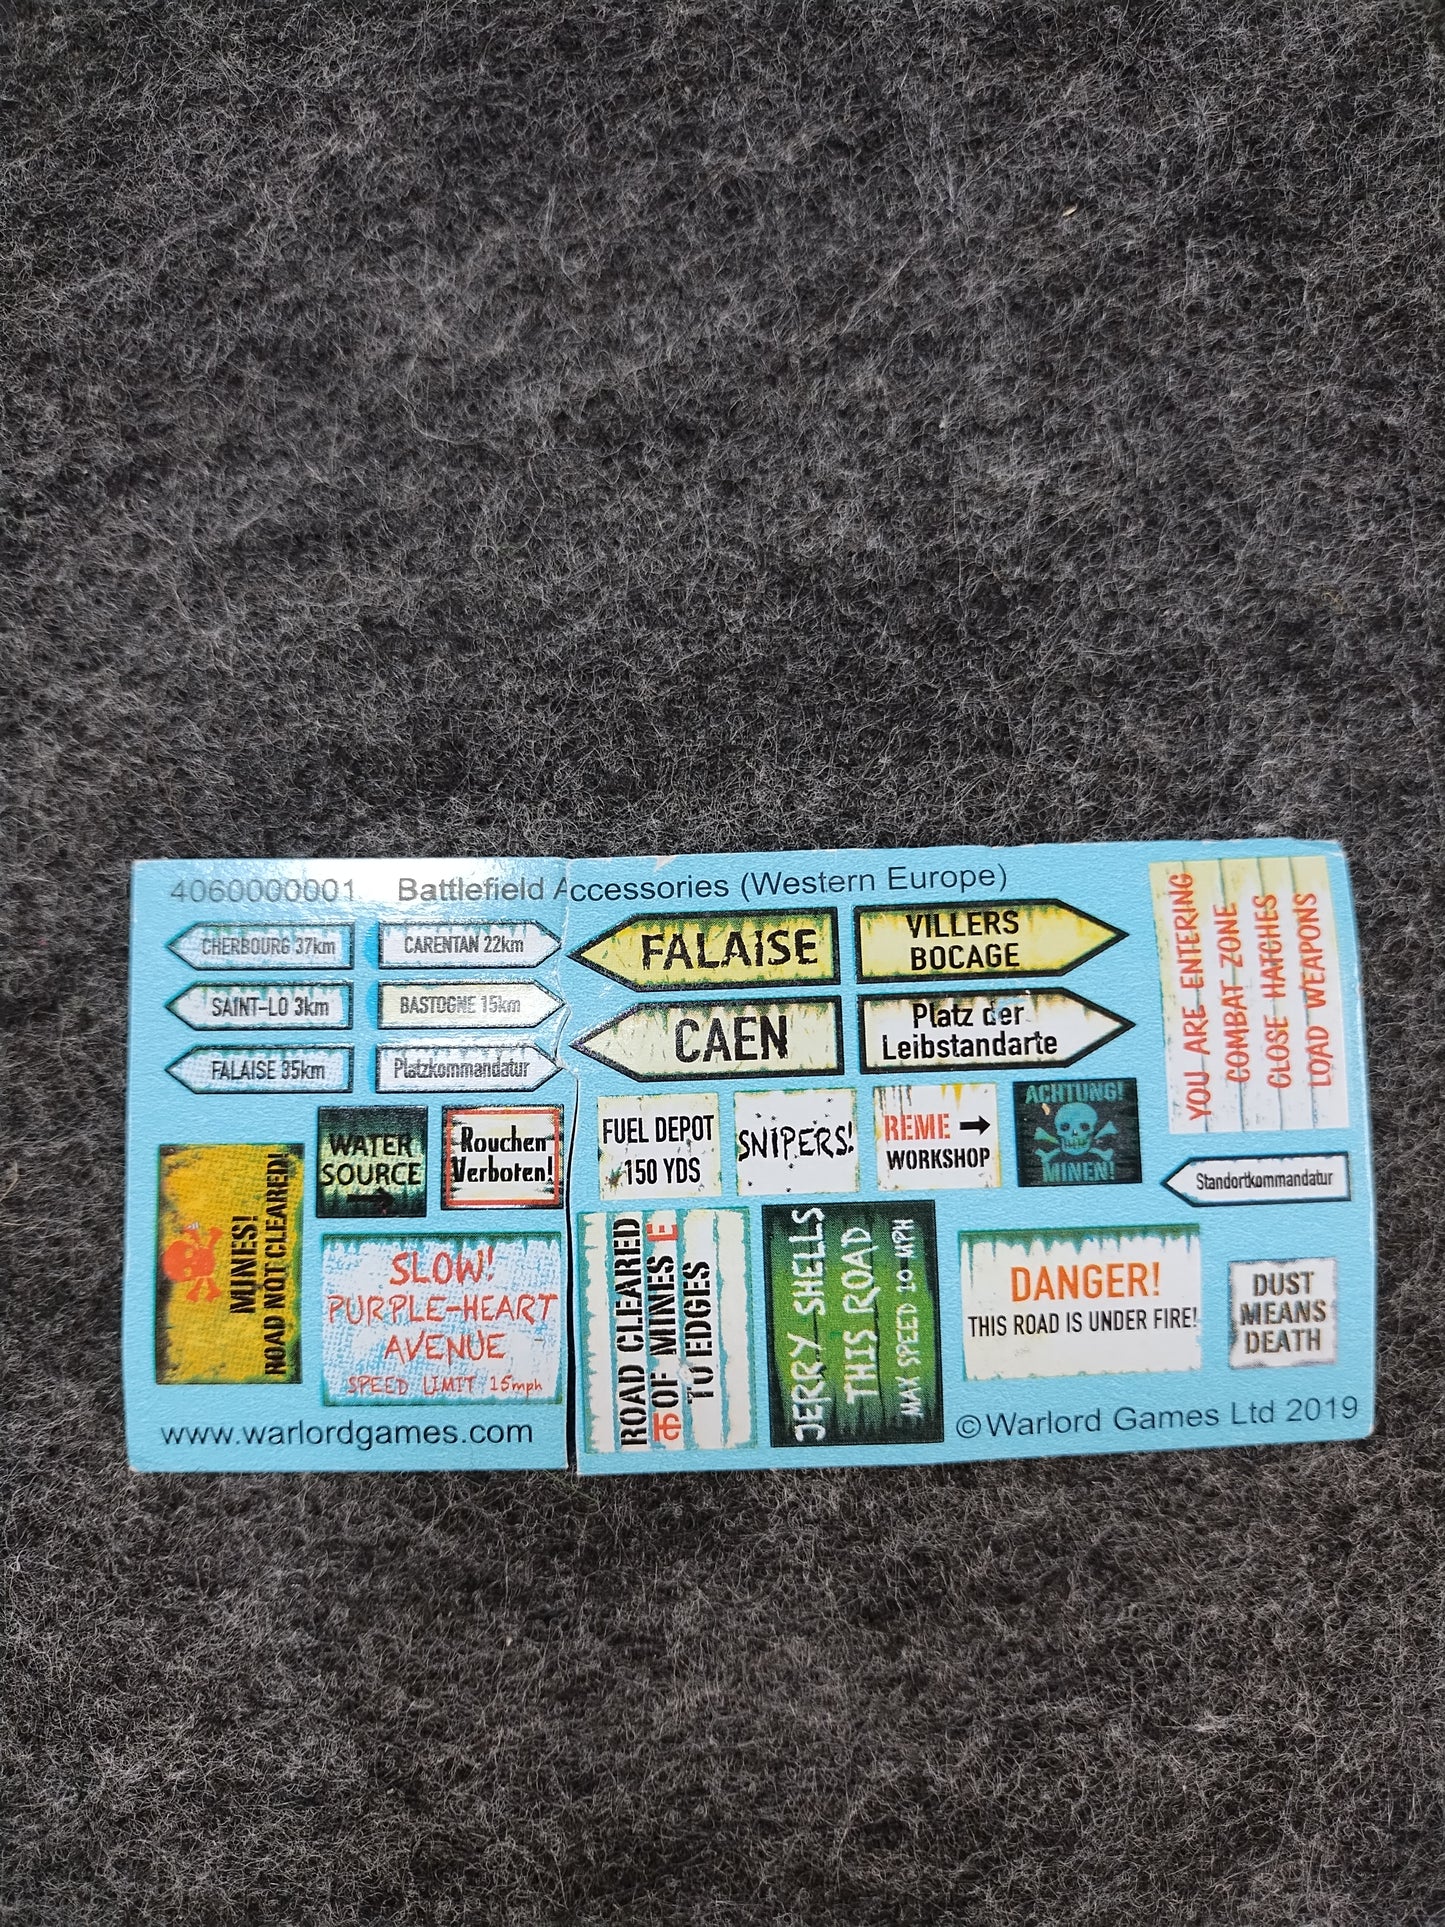 4060000001 Battlefield Accessories (Western Europe)
CHERBOURG 37km
CARENTAN 22km
FALAISE
VILLERS
BOCAGE
SAINT-LO 3km
BASTOGNE 15km
CAEN
Platz der
Leibstandarte
FALAISE 35km
Platzkommandatur
YOU ARE ENTERING
COMBAT ZONE
CLOSE HATCHES
LOAD WEAPONS
WATER
SOURCE
Rouchen
Verboten!
FUEL DEPOT
150 YDS
SNIPERS!
REME
WORKSHOP
ACHTUNG!
MINEN!
Standortkommandatur
MINES!
ROAD NOT CLEARED!
SLOW!
PURPLE-HEART
AVENUE
SPEED LIMIT 15mph
ROAD CLEARED
OF MINES
TO EDGES
JERRY SHELLS
THIS ROAD
MAX SPEED 10 MPH
DANGER!
THIS ROAD IS UNDER FIRE!
DUST
MEANS
DEATH
www.warlordgames.com
©Warlord Games Ltd 2019